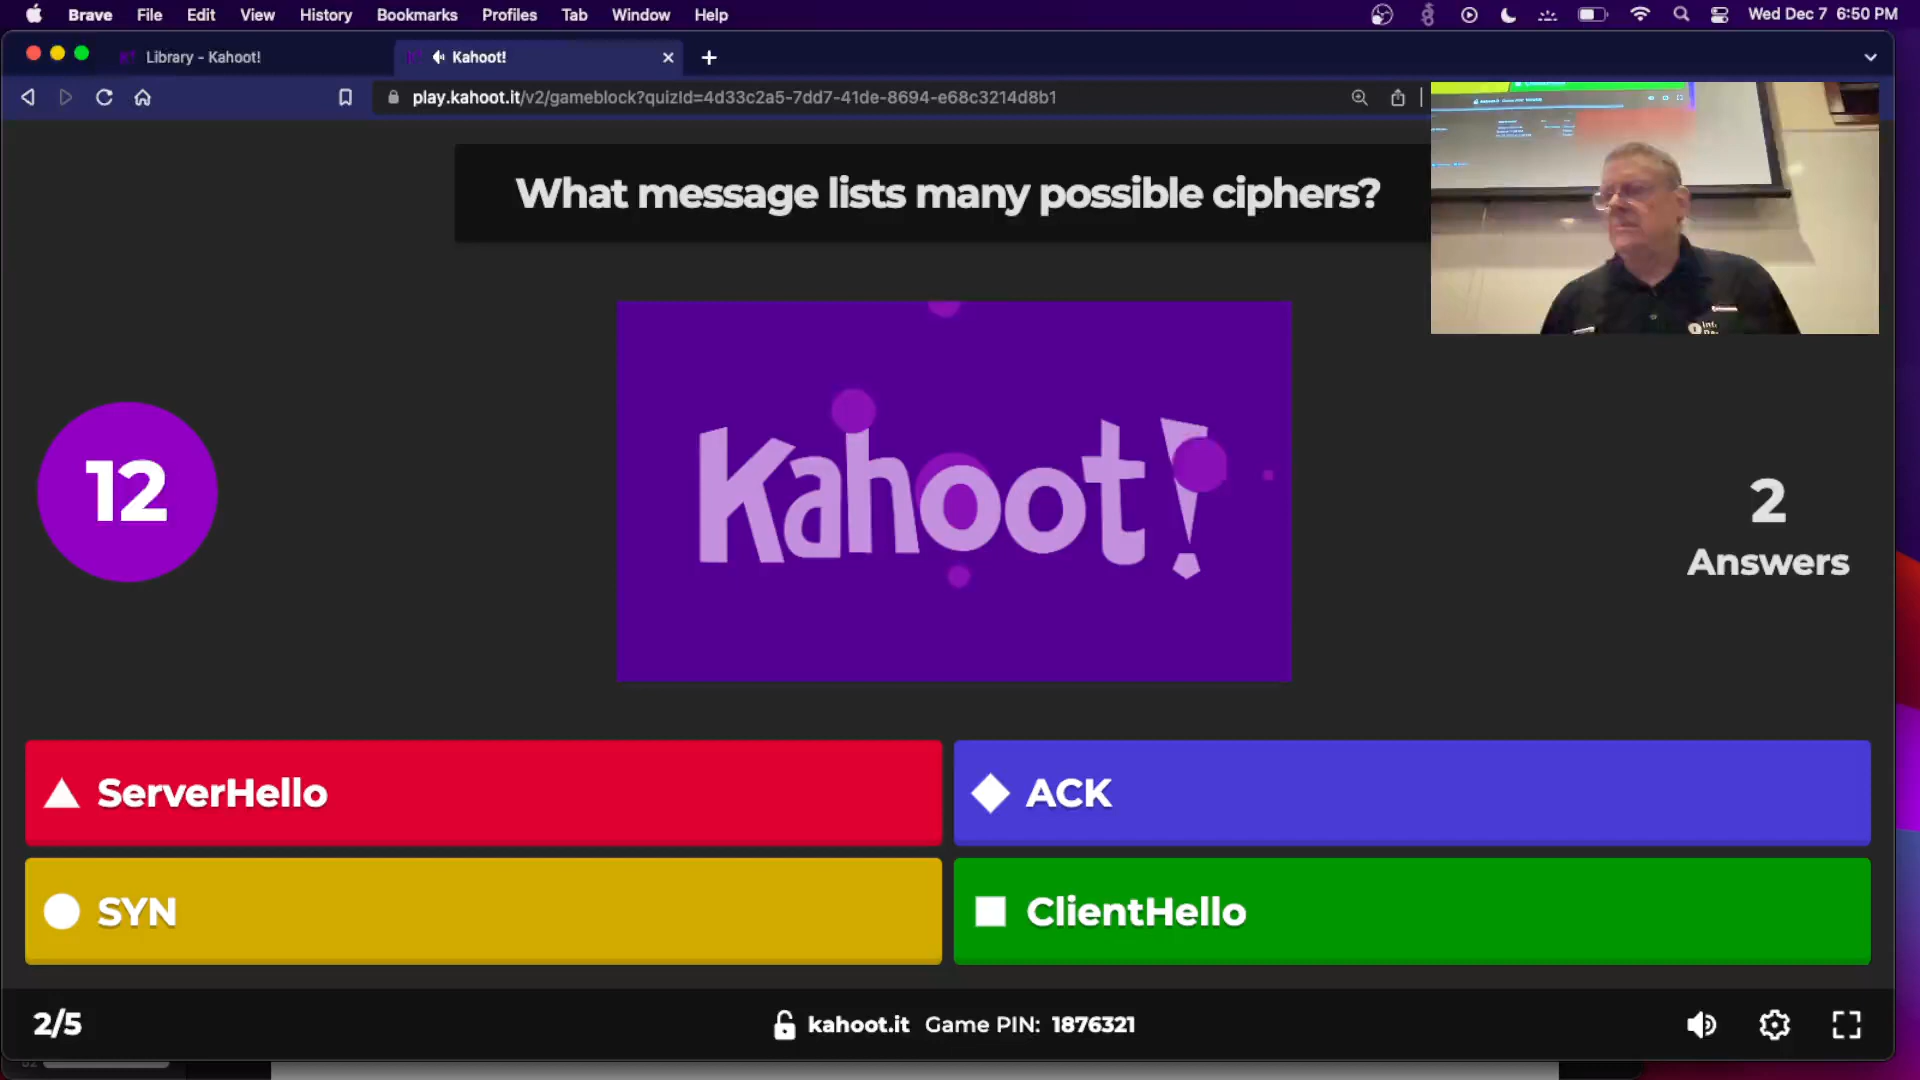 Brave File Edit View History Bookmarks Profiles Tab Window Help Wed Dec 7 6:50 PM
Library - Kahoot! Kahoot!
play.kahoot.it/v2/gameblock?quizId=4d33c2a5-7dd7-41de-8694-e68c3214d8b1
What message lists many possible ciphers?
Kahoot!
12
2
Answers
ServerHello
ACK
SYN
ClientHello
2/5
kahoot.it Game PIN: 1876321